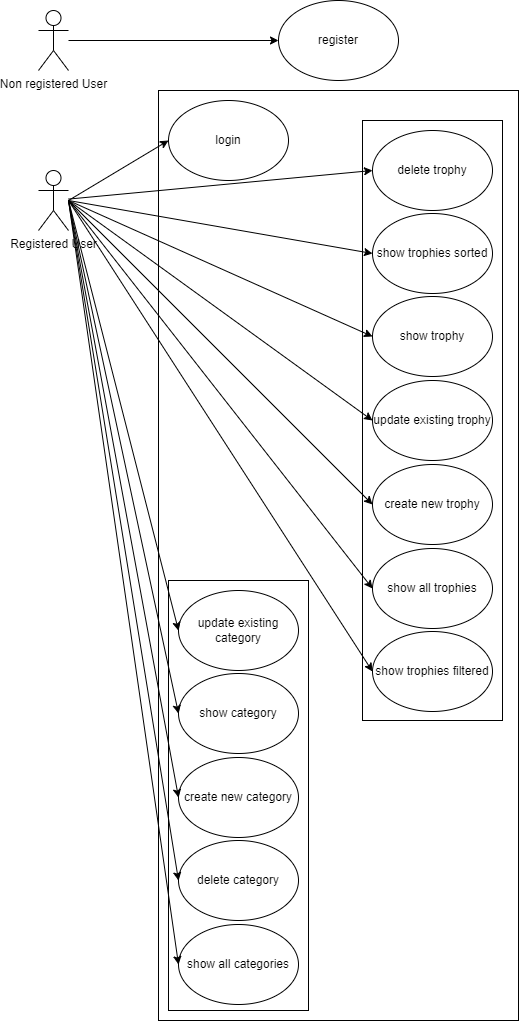 register
Non registered User
login
Registered User
delete trophy
show trophies sorted
show trophy
update existing trophy
create new trophy
show all trophies
show trophies filtered
update existing
category
show category
create new category
delete category
show all categories